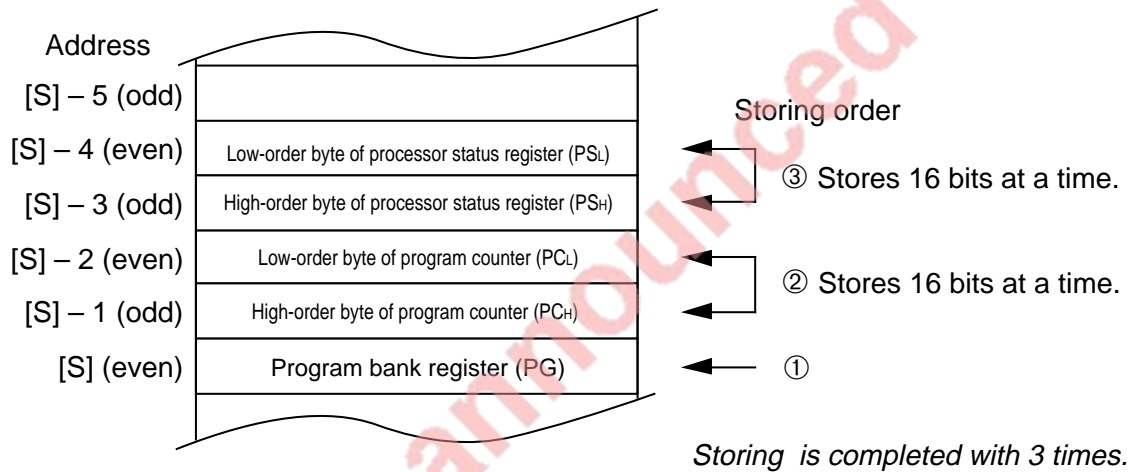 Address
[S] – 5 (odd)
Storing order
[S] – 4 (even) Low-order byte of processor status register (PSL)
③ Stores 16 bits at a time.
[S] – 3 (odd) High-order byte of processor status register (PSH)
[S] – 2 (even) Low-order byte of program counter (PCL)
② Stores 16 bits at a time.
[S] – 1 (odd) High-order byte of program counter (PCH)
[S] (even) Program bank register (PG) ①
Storing is completed with 3 times.
announced